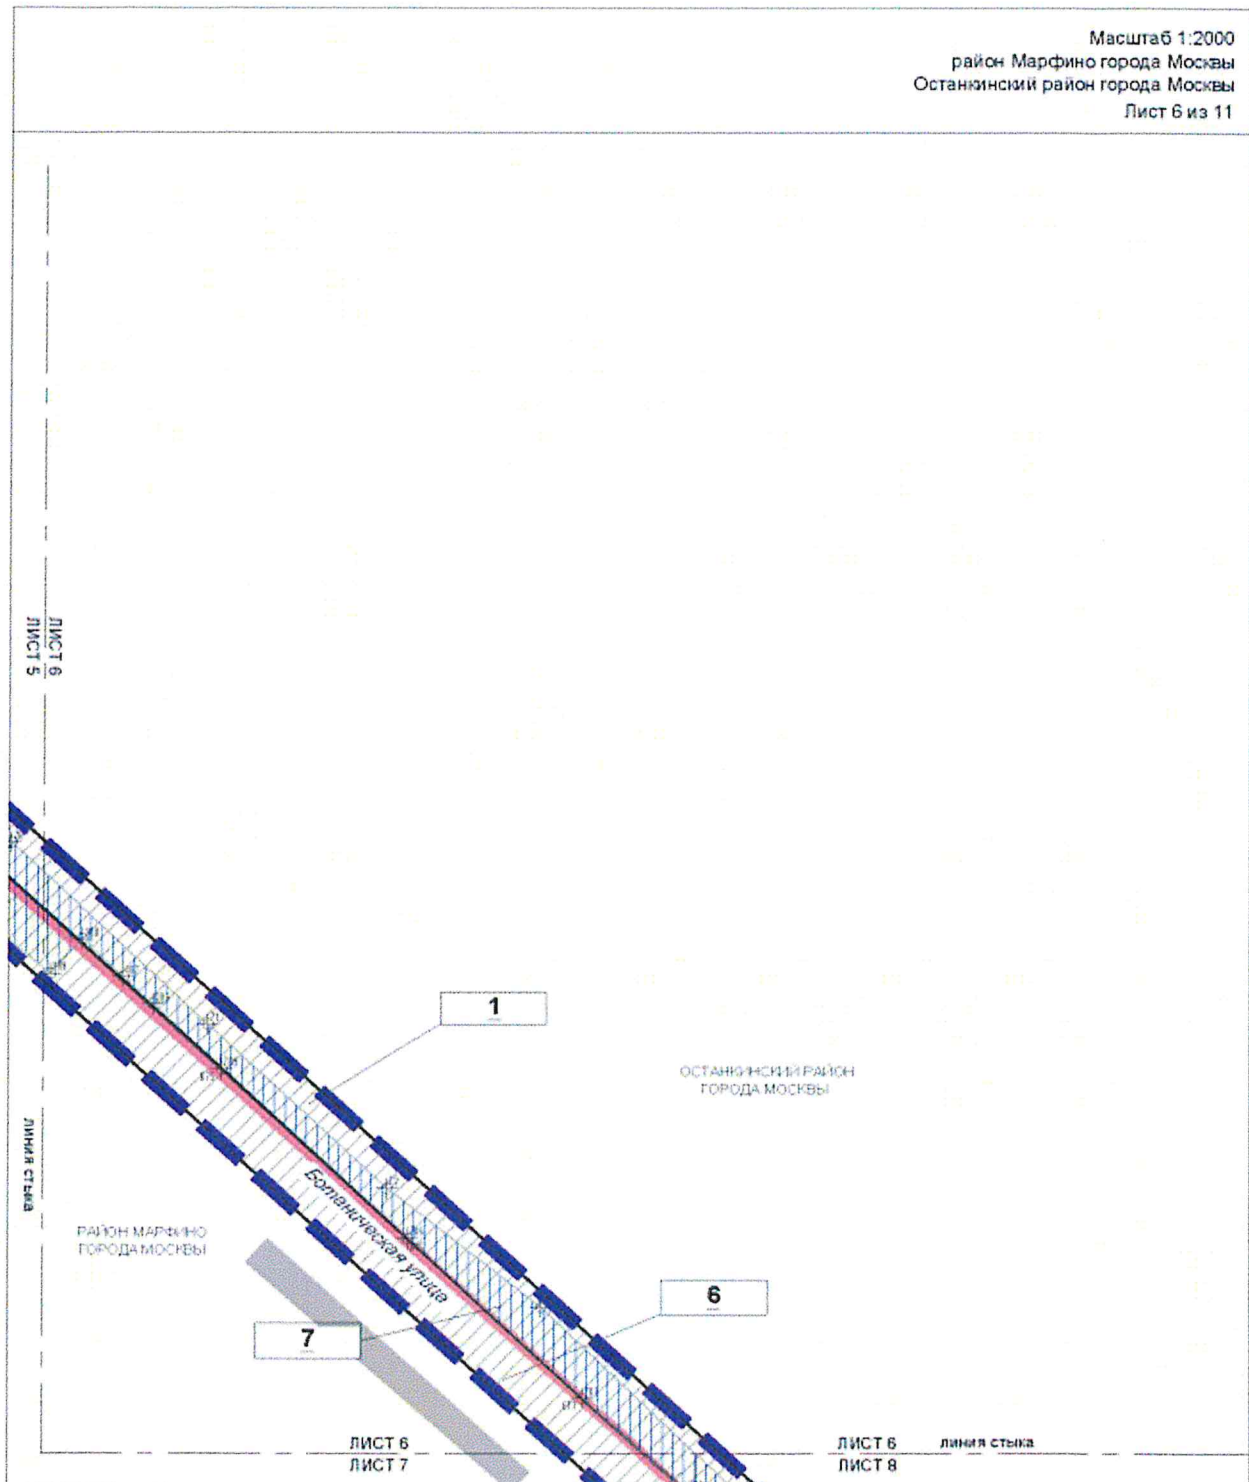 Масштаб 1:2000
район Марфино города Москвы
Останкинский район города Москвы
Лист 6 из 11
ЛИСТ 6
ЛИСТ 5
1
ОСТАНКИНСКИЙ РАЙОН
ГОРОДА МОСКВЫ
линия стыка
Ботаническая улица
РАЙОН МАРФИНО
ГОРОДА МОСКВЫ
6
7
ЛИСТ 6
ЛИСТ 7
ЛИСТ 6 линия стыка
ЛИСТ 8